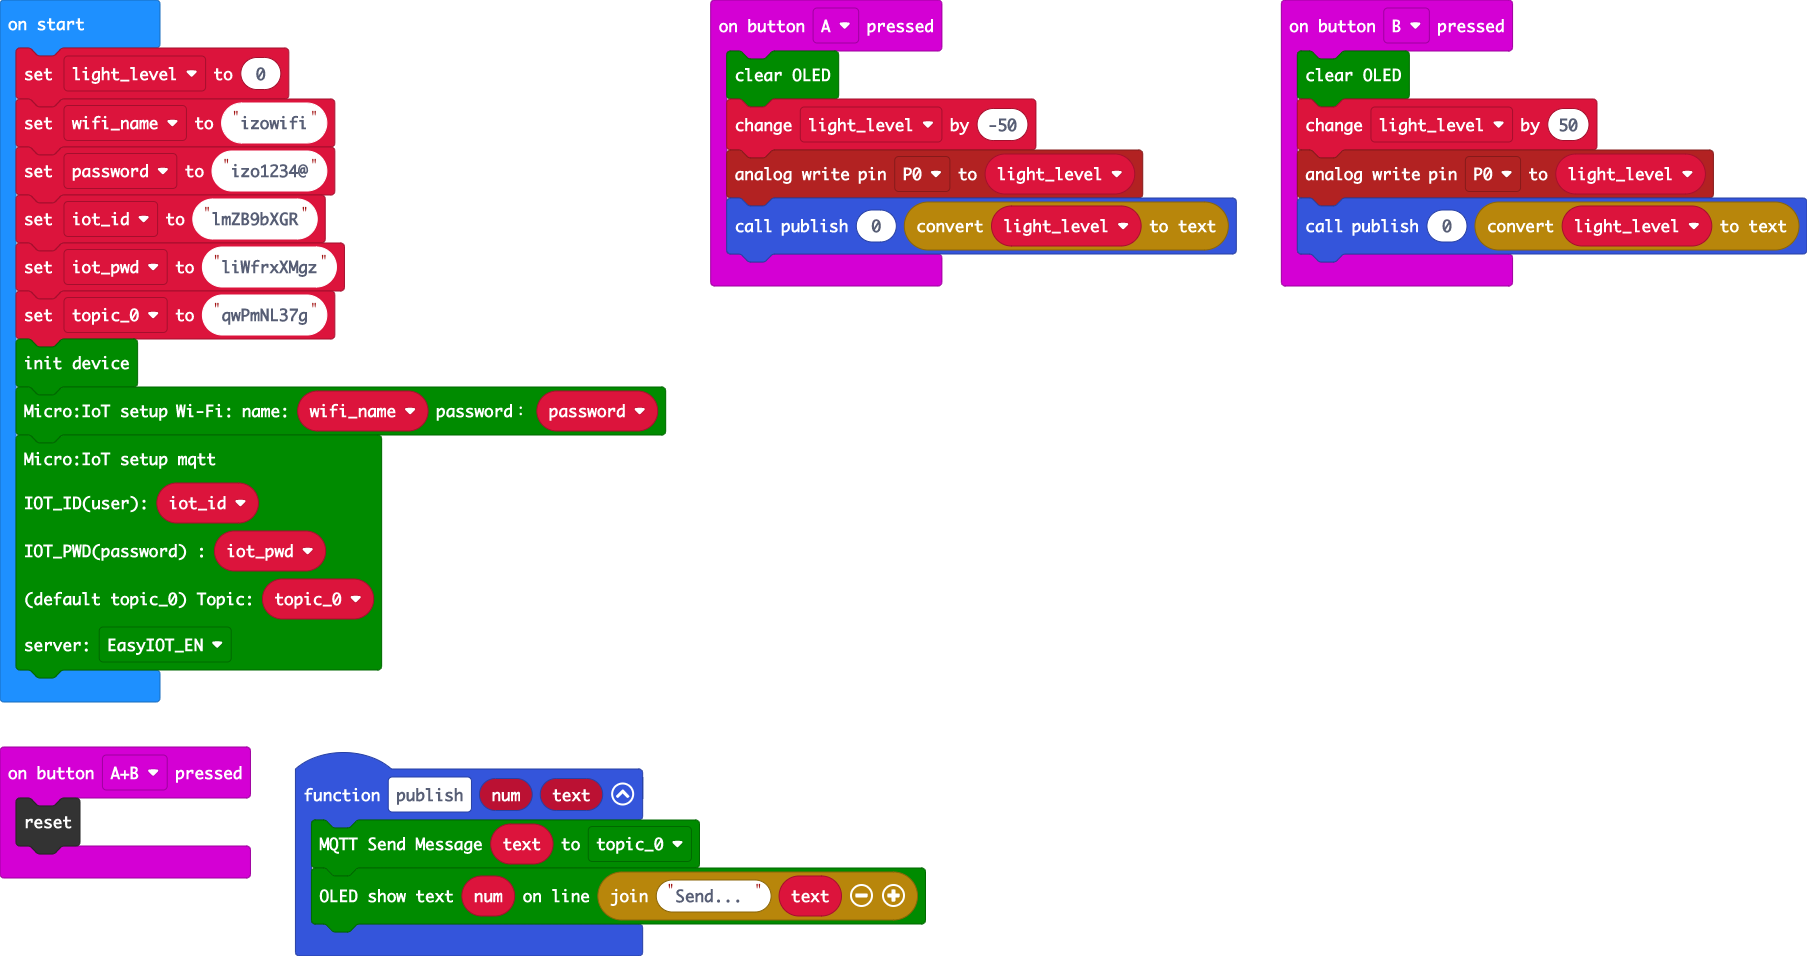 on start
set light_level to 0
set wifi_name to "izowifi"
set password to "izo1234@"
set iot_id to "lmZB9bXGR"
set iot_pwd to "liWfrxXMgz"
set topic_0 to "qwPmNL37g"
init device
Micro:IoT setup Wi-Fi: name: wifi_name password: password
Micro:IoT setup mqtt
IOT_ID(user): iot_id
IOT_PWD(password) : iot_pwd
(default topic_0) Topic: topic_0
server: EasyIOT_EN
on button A pressed
clear OLED
change light_level by -50
analog write pin P0 to light_level
call publish 0 convert light_level to text
on button B pressed
clear OLED
change light_level by 50
analog write pin P0 to light_level
call publish 0 convert light_level to text
on button A+B pressed
reset
function publish num text
MQTT Send Message text to topic_0
OLED show text num on line join "Send... " text